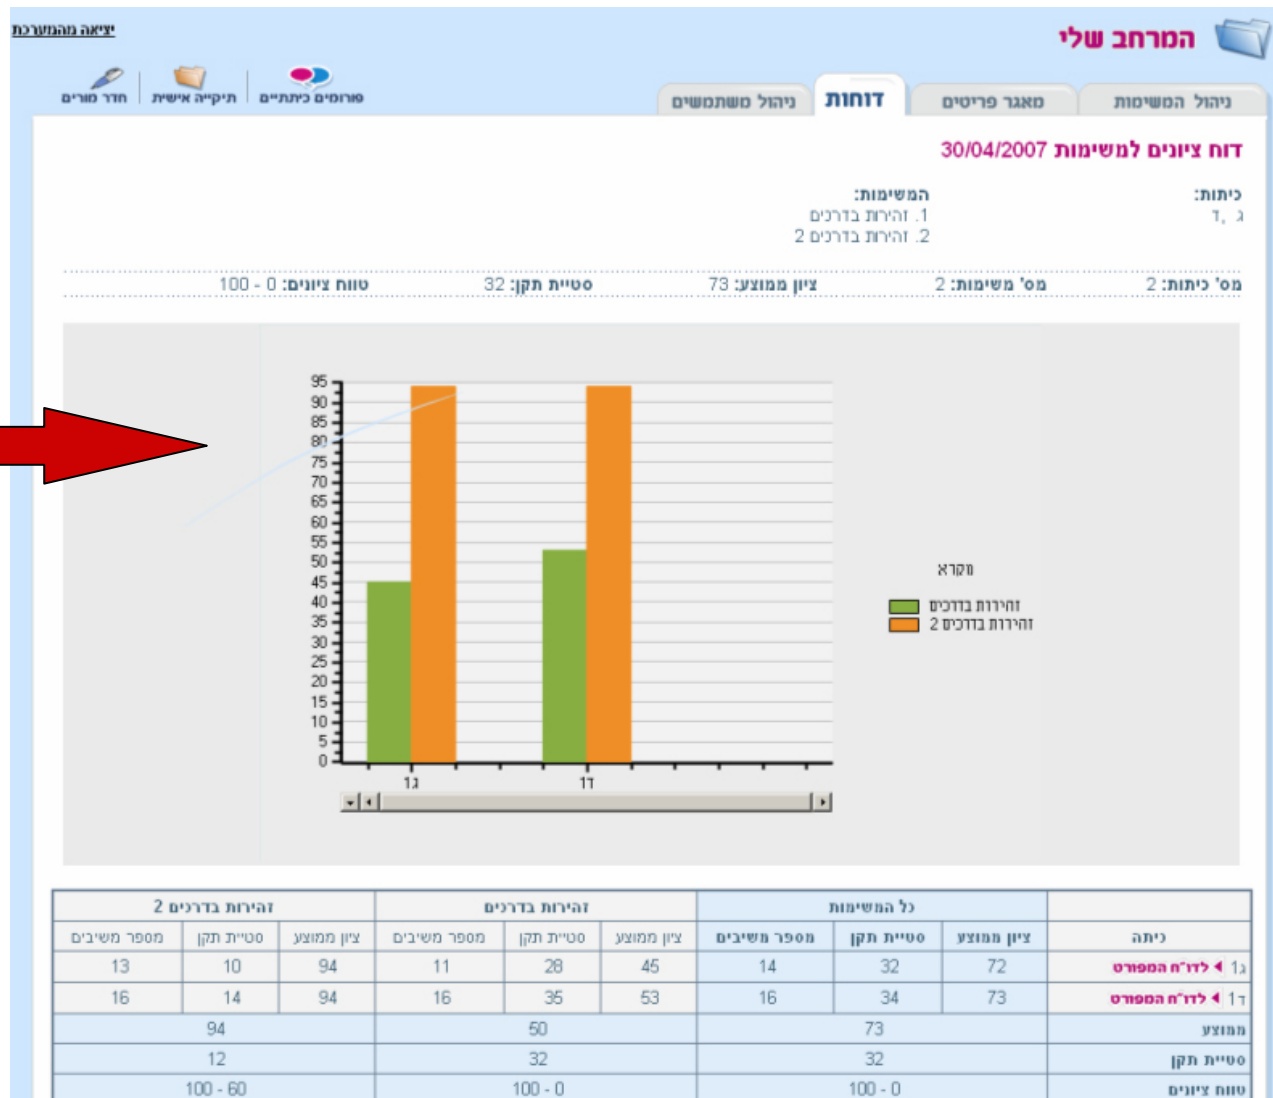 יציאה מהמערכת
המרחב שלי
פורומים כיתתיים | תיקייה אישית | חדר מורים
ניהול המשימות
מאגר פריטים
דוחות
ניהול משתמשים
דוח ציונים למשימות 30/04/2007
כיתות:
ג ,ד
המשימות:
1. זהירות בדרכים
2. זהירות בדרכים 2
מס' כיתות: 2 מס' משימות: 2 ציון ממוצע: 73 סטיית תקן: 32 טווח ציונים: 0 - 100
95
90
85
80
75
70
65
60
55
50
45
40
35
30
25
20
15
10
5
0
ג1 ד1
מקרא
זהירות בדרכים
זהירות בדרכים 2
כל המשימות זהירות בדרכים זהירות בדרכים 2
כיתה ציון ממוצע סטיית תקן מספר משיבים ציון ממוצע סטיית תקן מספר משיבים ציון ממוצע סטיית תקן מספר משיבים
ג1 לדו"ח המפורט 72 32 14 45 28 11 94 10 13
ד1 לדו"ח המפורט 73 34 16 53 35 16 94 14 16
ממוצע 73 50 94
סטיית תקן 32 32 12
טווח ציונים 0 - 100 0 - 100 60 - 100